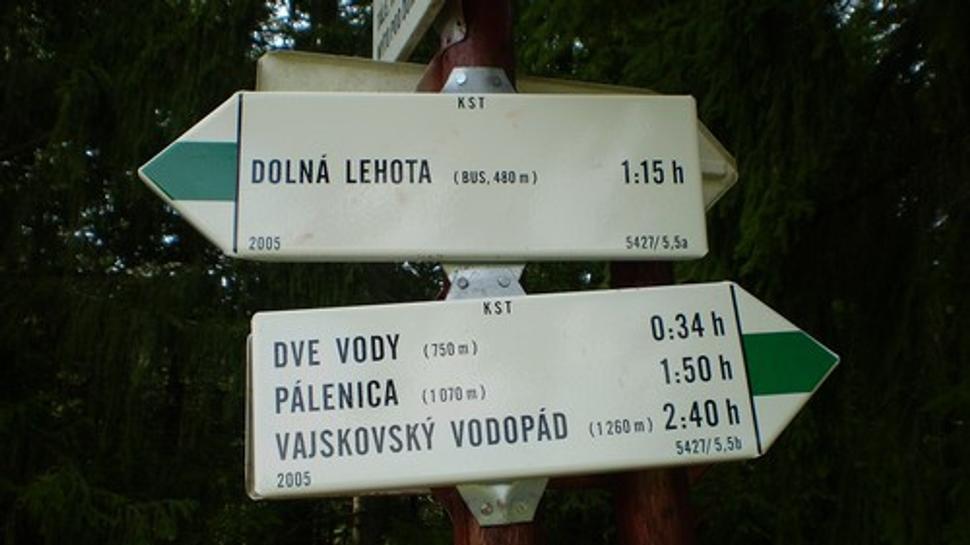 KST
DOLNÁ LEHOTA (BUS, 480 m) 1:15 h
2005 5427/5,5a
KST
DVE VODY (750 m) 0:34 h
PÁLENICA (1070 m) 1:50 h
VAJSKOVSKÝ VODOPÁD (1260 m) 2:40 h
2005 5427/5,5b